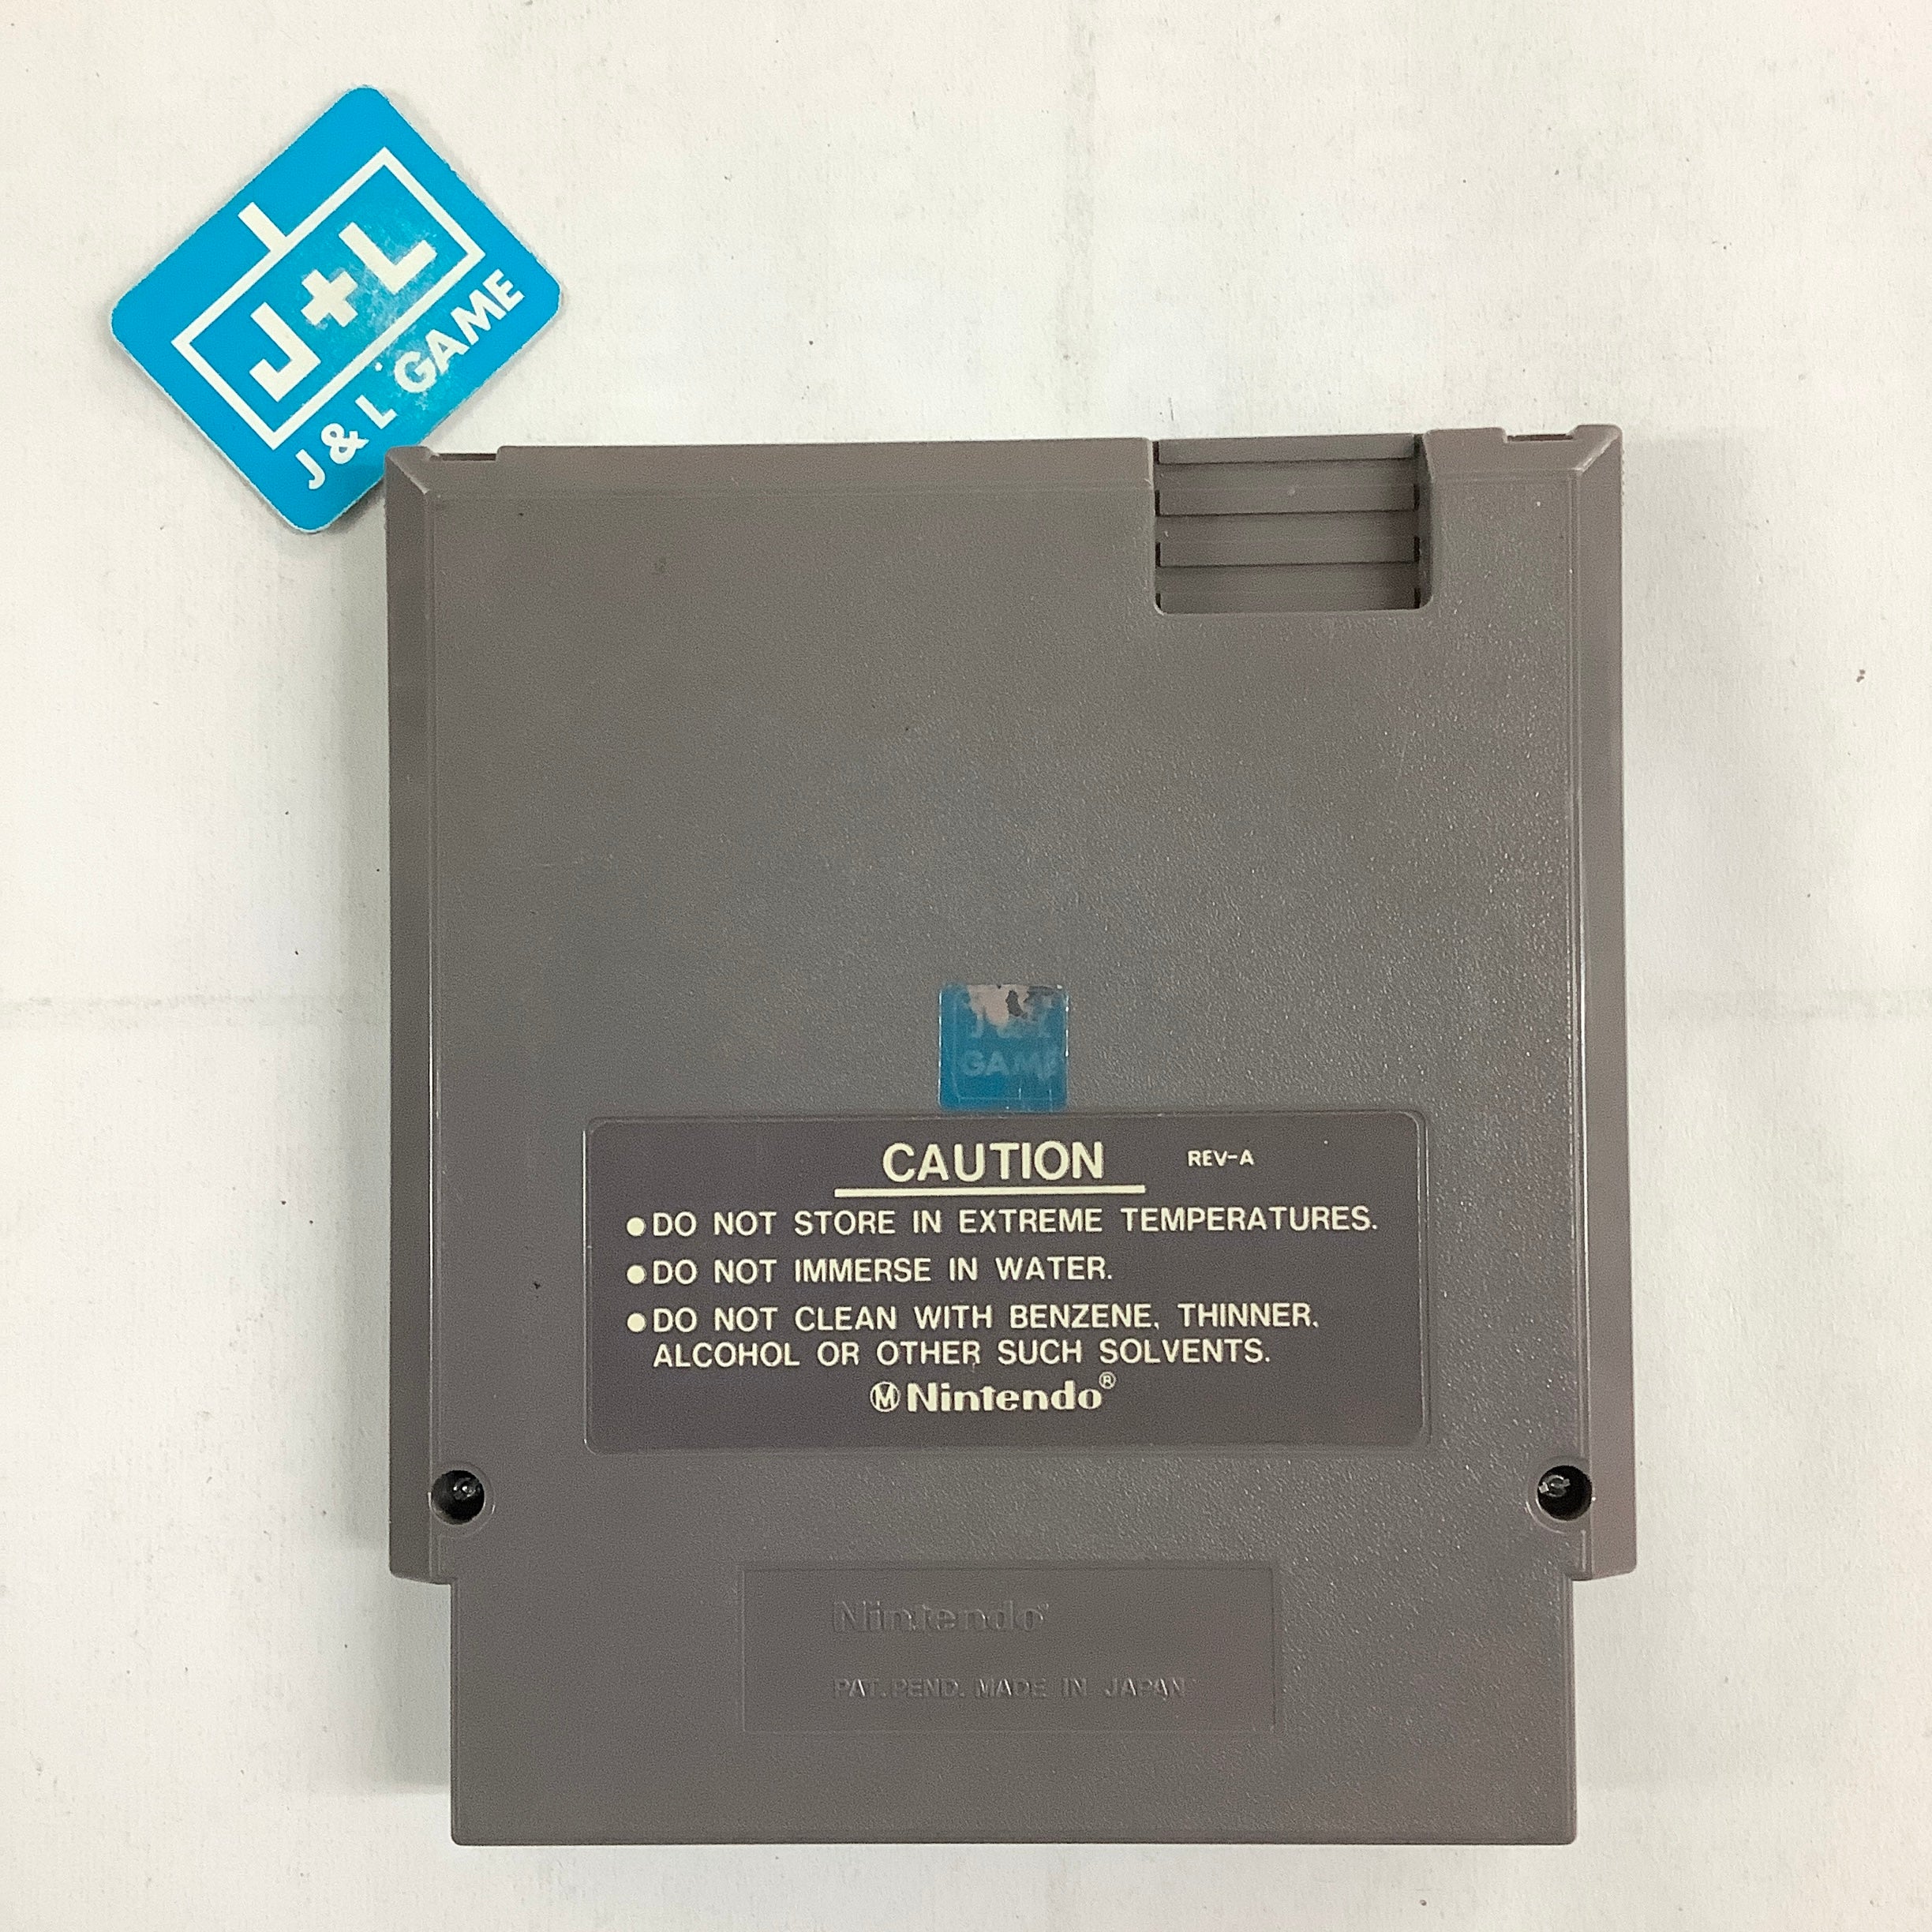 J+L
J & L GAME
J & L
GAME
CAUTION REV-A
●DO NOT STORE IN EXTREME TEMPERATURES.
●DO NOT IMMERSE IN WATER.
●DO NOT CLEAN WITH BENZENE, THINNER,
ALCOHOL OR OTHER SUCH SOLVENTS.
Ⓜ Nintendo®
Nintendo®
PAT. PEND. MADE IN JAPAN